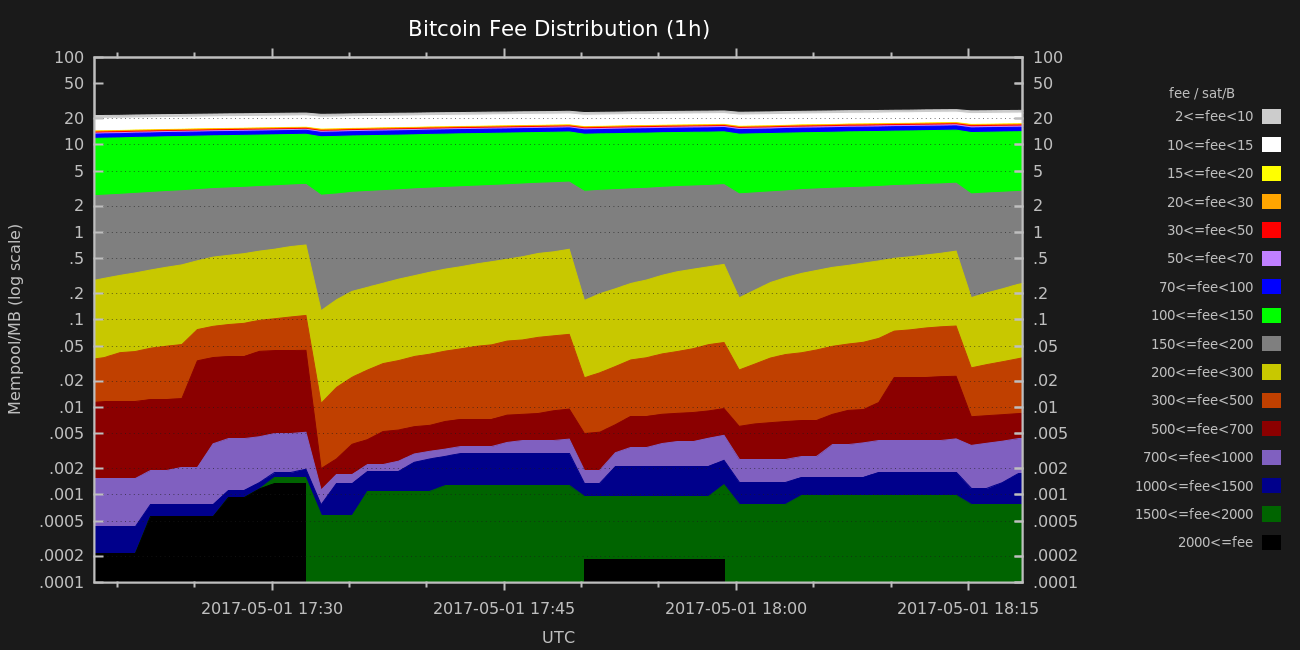 Bitcoin Fee Distribution (1h)
Mempool/MB (log scale)
100
50
20
10
5
2
1
.5
.2
.1
.05
.02
.01
.005
.002
.001
.0005
.0002
.0001
100
50
20
10
5
2
1
.5
.2
.1
.05
.02
.01
.005
.002
.001
.0005
.0002
.0001
2017-05-01 17:30
2017-05-01 17:45
2017-05-01 18:00
2017-05-01 18:15
UTC
fee / sat/B
2<=fee<10
10<=fee<15
15<=fee<20
20<=fee<30
30<=fee<50
50<=fee<70
70<=fee<100
100<=fee<150
150<=fee<200
200<=fee<300
300<=fee<500
500<=fee<700
700<=fee<1000
1000<=fee<1500
1500<=fee<2000
2000<=fee